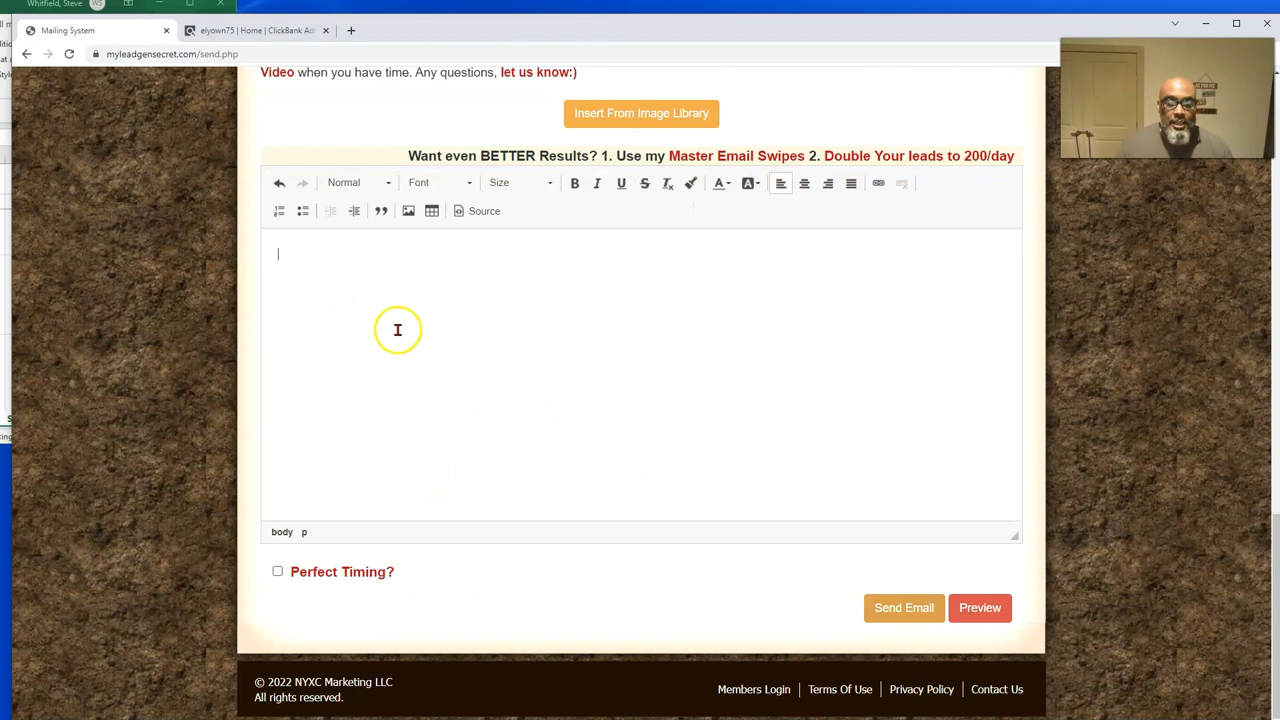 Whitfield, Steve WS
Mailing System
elyown75 | Home | ClickBank Ad
myleadgensecret.com/send.php
Video when you have time. Any questions, let us know:)
Insert From Image Library
Want even BETTER Results? 1. Use my Master Email Swipes 2. Double Your leads to 200/day
Normal Font Size B I U S Tx A A
Source
body p
Perfect Timing?
Send Email Preview
© 2022 NYXC Marketing LLC
All rights reserved.
Members Login Terms Of Use Privacy Policy Contact Us